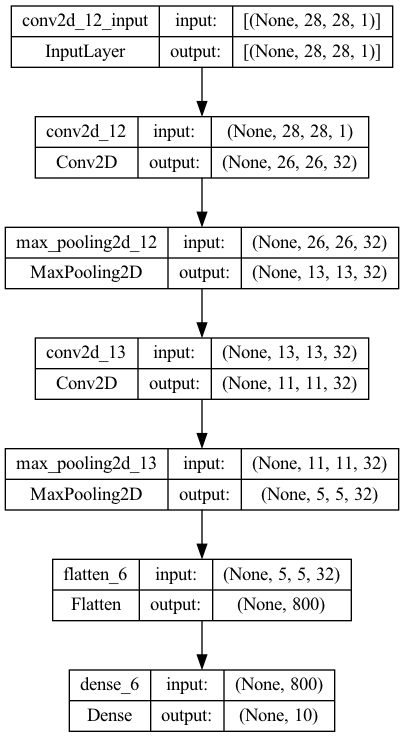 conv2d_12_input input: [(None, 28, 28, 1)]
InputLayer output: [(None, 28, 28, 1)]
conv2d_12 input: (None, 28, 28, 1)
Conv2D output: (None, 26, 26, 32)
max_pooling2d_12 input: (None, 26, 26, 32)
MaxPooling2D output: (None, 13, 13, 32)
conv2d_13 input: (None, 13, 13, 32)
Conv2D output: (None, 11, 11, 32)
max_pooling2d_13 input: (None, 11, 11, 32)
MaxPooling2D output: (None, 5, 5, 32)
flatten_6 input: (None, 5, 5, 32)
Flatten output: (None, 800)
dense_6 input: (None, 800)
Dense output: (None, 10)